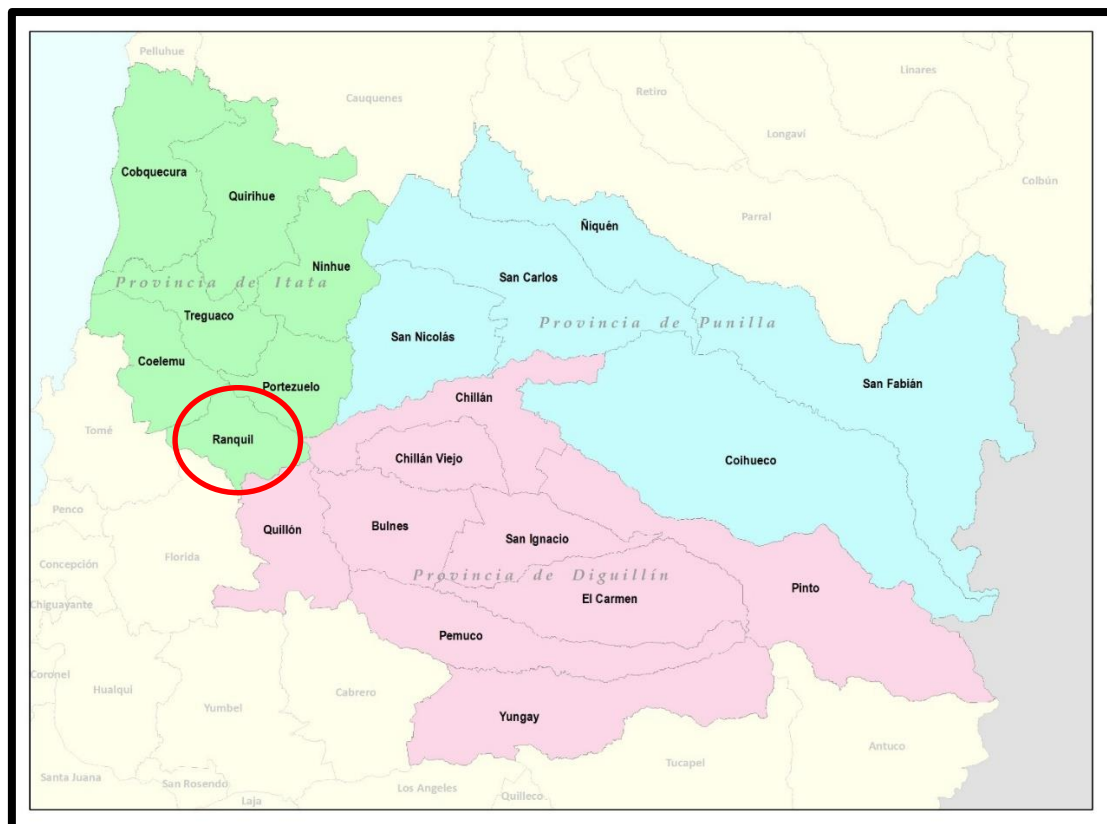 Pelluhue
Linares
Cauquenes
Retiro
Longaví
Colbún
Parral
Cobquecura
Quirihue
Ñiquén
Ninhue
San Carlos
Provincia de Itata
Treguaco
Provincia de Punilla
San Nicolás
Coelemu
Portezuelo
San Fabián
Chillán
Tomé
Ranquil
Chillán Viejo
Coihueco
Penco
Quillón
Bulnes
San Ignacio
Florida
Concepción
Provincia de Diguillín
Pinto
El Carmen
Chiguayante
Pemuco
Coronel
Hualqui
Cabrero
Yumbel
Yungay
Antuco
Tucapel
Santa Juana
San Rosendo
Los Angeles
Quilleco
Laja